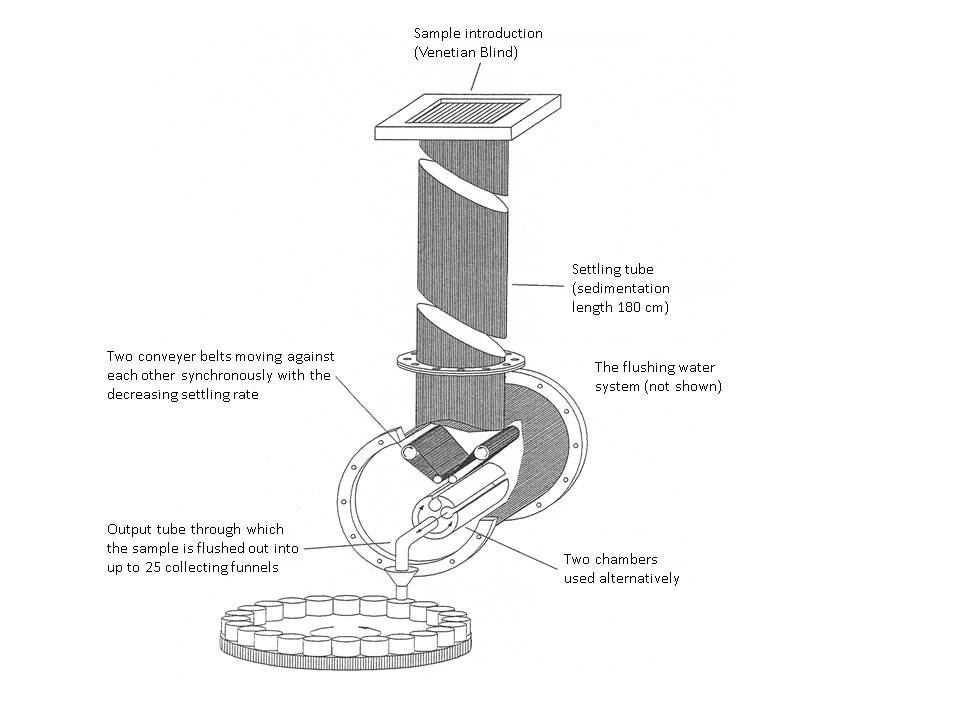 Sample introduction
(Venetian Blind)
Settling tube
(sedimentation
length 180 cm)
Two conveyer belts moving against
each other synchronously with the
decreasing settling rate
The flushing water
system (not shown)
Output tube through which
the sample is flushed out into
up to 25 collecting funnels
Two chambers
used alternatively